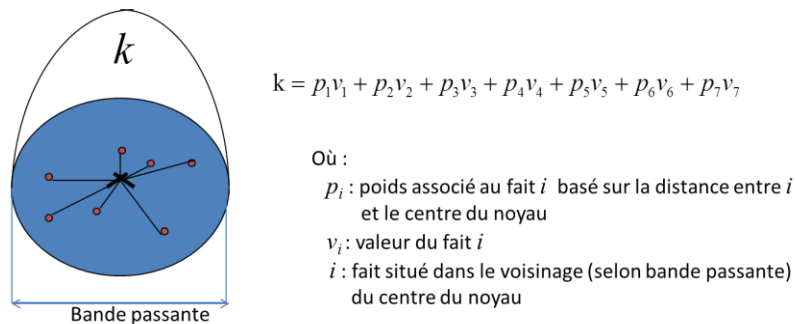 k
k = p₁v₁ + p₂v₂ + p₃v₃ + p₄v₄ + p₅v₅ + p₆v₆ + p₇v₇
Où :
pᵢ : poids associé au fait i basé sur la distance entre i
et le centre du noyau
vᵢ : valeur du fait i
i : fait situé dans le voisinage (selon bande passante)
du centre du noyau
Bande passante